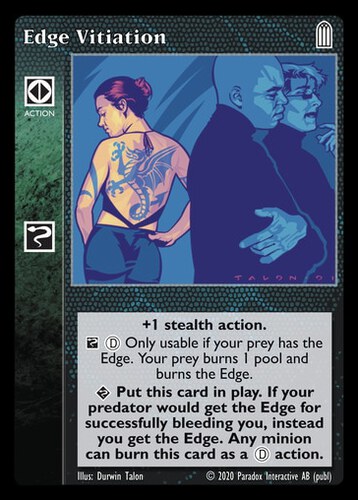 Edge Vitiation
ACTION
TALON 01
+1 stealth action.
Ⓓ Only usable if your prey has the
Edge. Your prey burns 1 pool and
burns the Edge.
Put this card in play. If your
predator would get the Edge for
successfully bleeding you, instead
you get the Edge. Any minion
can burn this card as a Ⓓ action.
Illus: Durwin Talon © 2020 Paradox Interactive AB (publ)